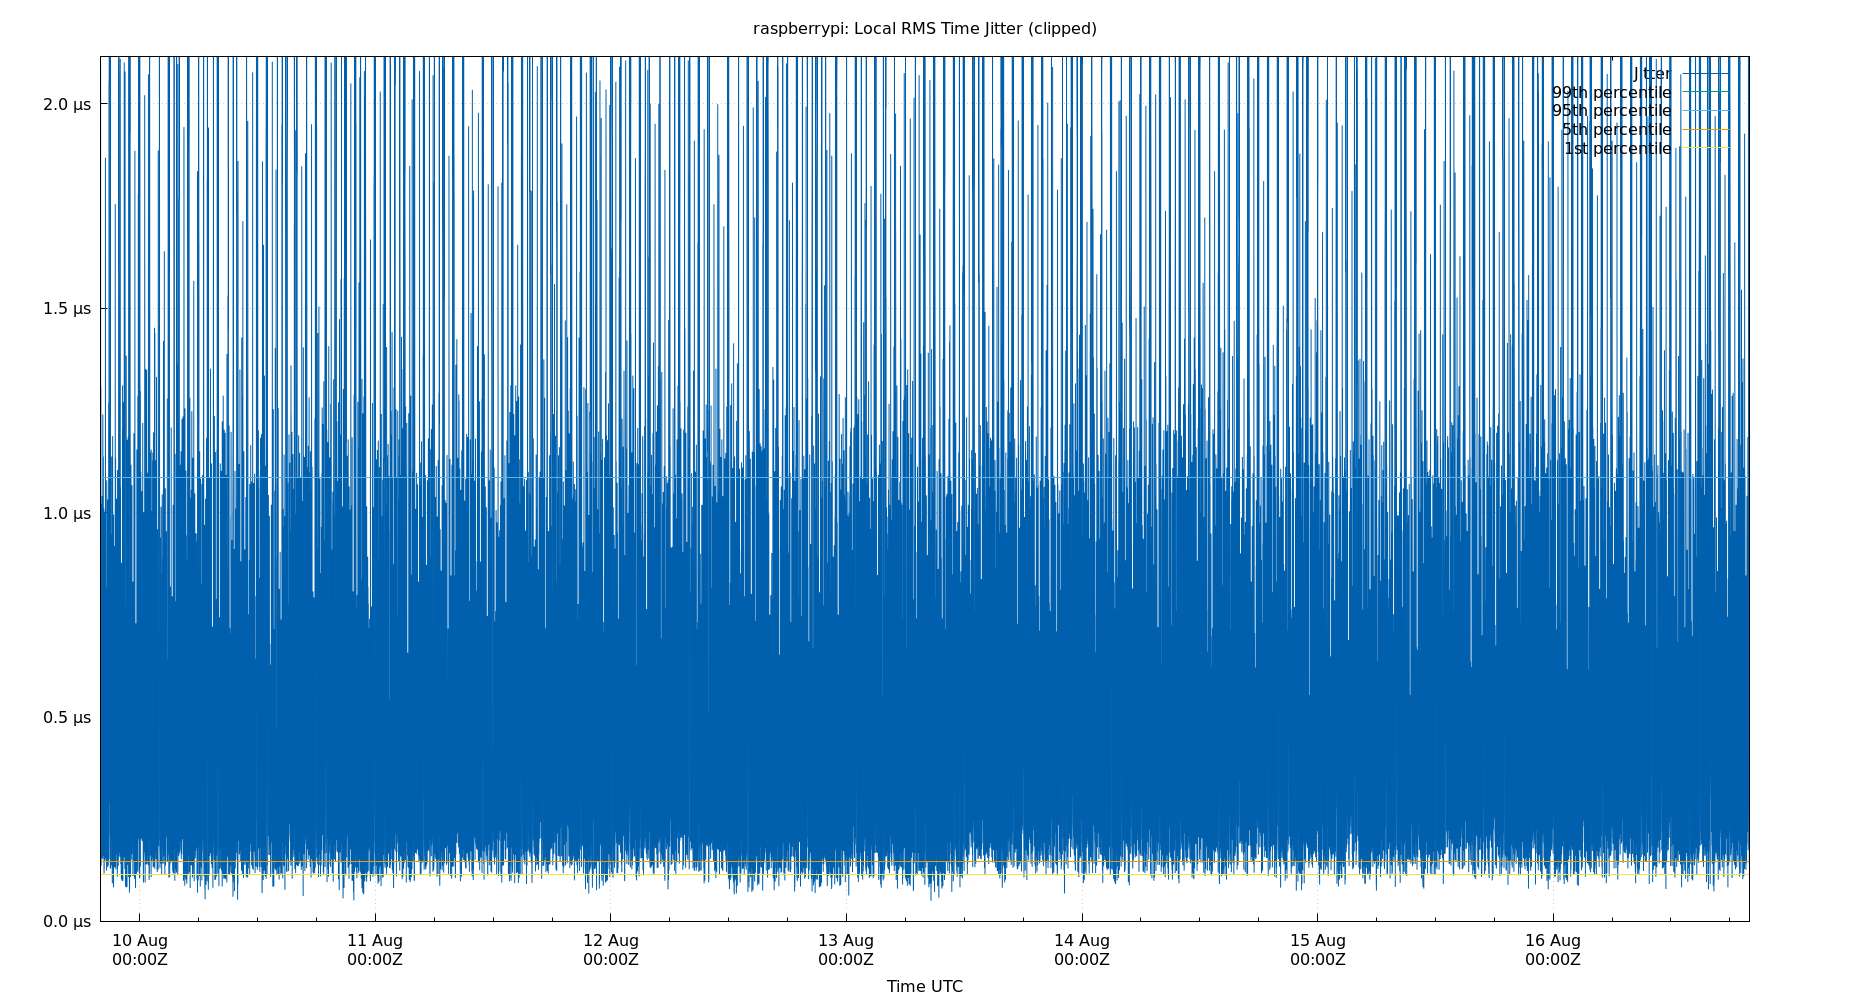 raspberrypi: Local RMS Time Jitter (clipped)
Jitter
99th percentile
95th percentile
5th percentile
1st percentile
2.0 µs
1.5 µs
1.0 µs
0.5 µs
0.0 µs
10 Aug 11 Aug 12 Aug 13 Aug 14 Aug 15 Aug 16 Aug
00:00Z 00:00Z 00:00Z 00:00Z 00:00Z 00:00Z 00:00Z
Time UTC